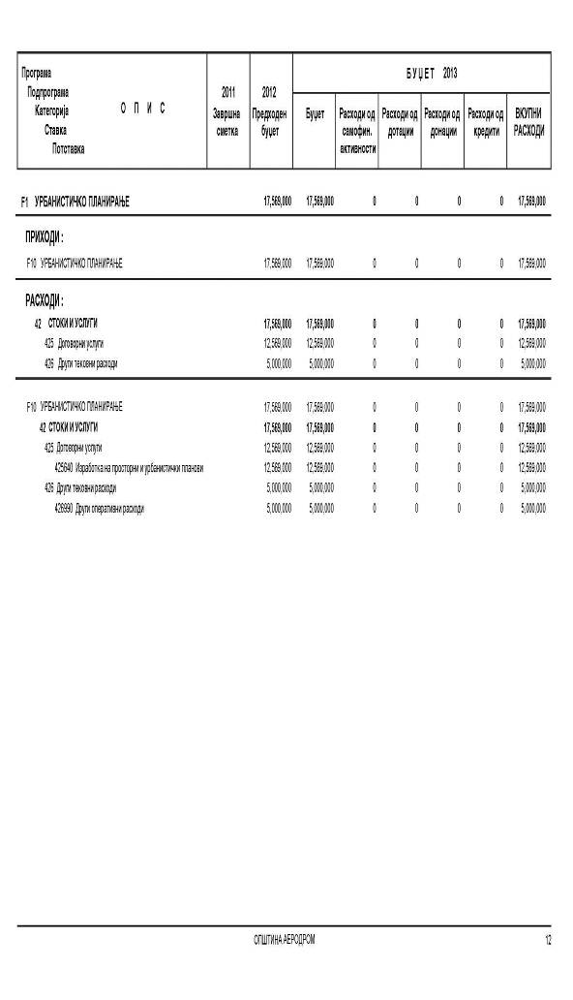 Програма БУЏЕТ 2013
Подпрограма 2011 2012
Категорија О П И С Завршна Предходен Буџет Расходи од Расходи од Расходи од Расходи од ВКУПНИ
Ставка сметка буџет самофин. дотации донации кредити РАСХОДИ
Потставка активности
F1 УРБАНИСТИЧКО ПЛАНИРАЊЕ 17,569,000 17,569,000 0 0 0 0 17,569,000
ПРИХОДИ :
F10 УРБАНИСТИЧКО ПЛАНИРАЊЕ 17,569,000 17,569,000 0 0 0 0 17,569,000
РАСХОДИ :
42 СТОКИ И УСЛУГИ 17,569,000 17,569,000 0 0 0 0 17,569,000
425 Договорни услуги 12,569,000 12,569,000 0 0 0 0 12,569,000
426 Други тековни расходи 5,000,000 5,000,000 0 0 0 0 5,000,000
F10 УРБАНИСТИЧКО ПЛАНИРАЊЕ 17,569,000 17,569,000 0 0 0 0 17,569,000
42 СТОКИ И УСЛУГИ 17,569,000 17,569,000 0 0 0 0 17,569,000
425 Договорни услуги 12,569,000 12,569,000 0 0 0 0 12,569,000
425640 Изработка на просторни и урбанистички планови 12,569,000 12,569,000 0 0 0 0 12,569,000
426 Други тековни расходи 5,000,000 5,000,000 0 0 0 0 5,000,000
426990 Други оперативни расходи 5,000,000 5,000,000 0 0 0 0 5,000,000
ОПШТИНА АЕРОДРОМ 12